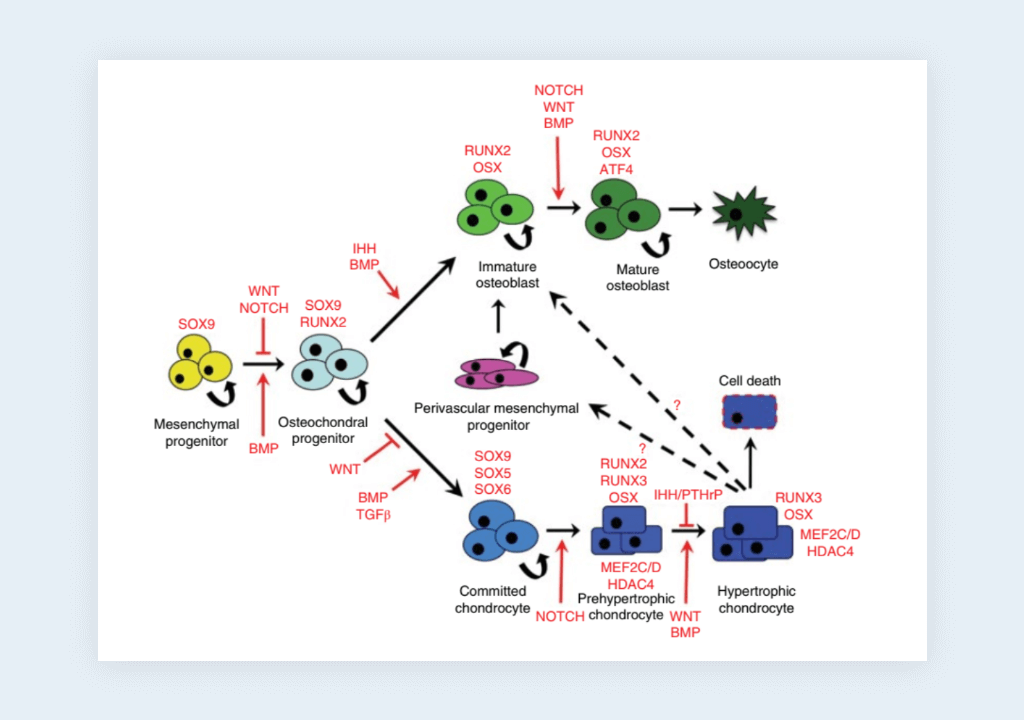 NOTCH
WNT
BMP
RUNX2
OSX
ATF4
RUNX2
OSX
Immature
osteoblast
Mature
osteoblast
Osteoocyte
IHH
BMP
WNT
NOTCH
SOX9
SOX9
RUNX2
Mesenchymal
progenitor
BMP
Osteochondral
progenitor
Perivascular mesenchymal
progenitor
Cell death
?
?
WNT
BMP
TGFβ
SOX9
SOX5
SOX6
Committed
chondrocyte
NOTCH
RUNX2
RUNX3
OSX
MEF2C/D
HDAC4
Prehypertrophic
chondrocyte
IHH/PTHrP
WNT
BMP
RUNX3
OSX
MEF2C/D
HDAC4
Hypertrophic
chondrocyte